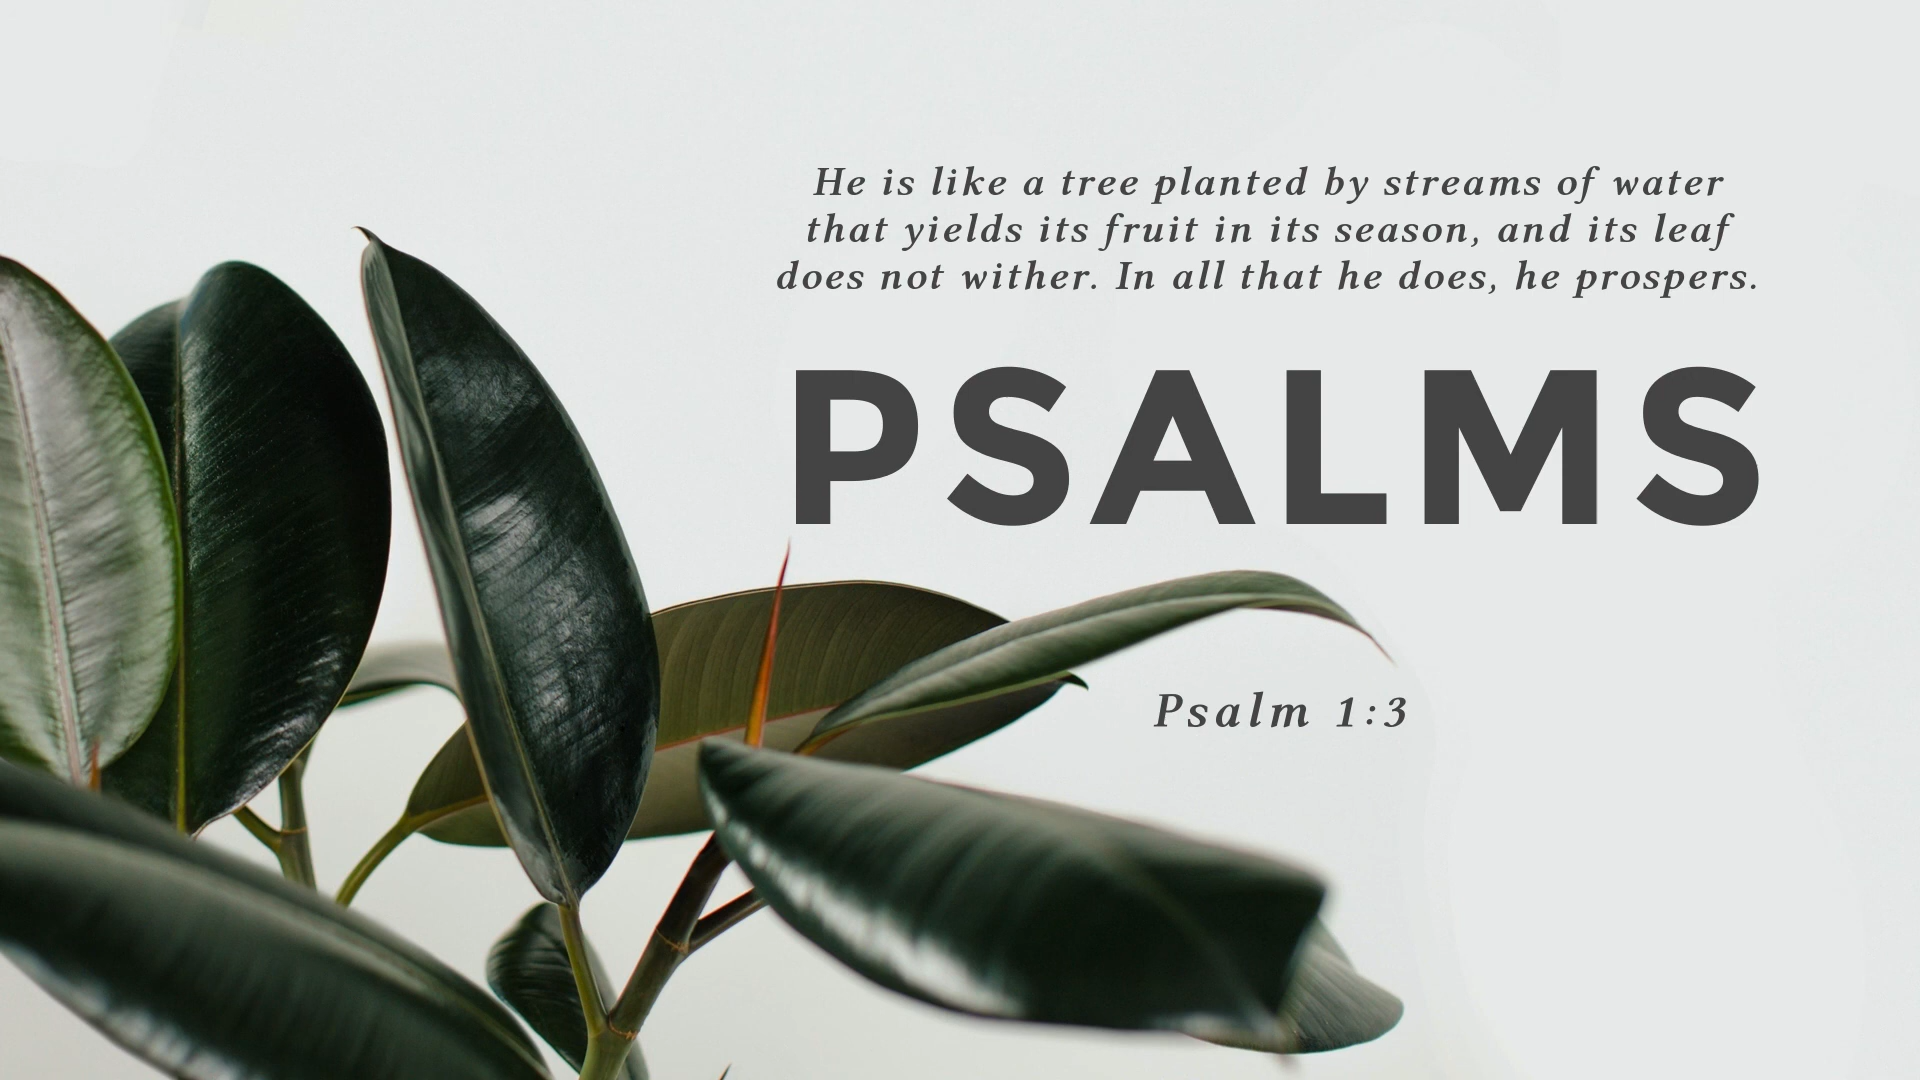 He is like a tree planted by streams of water
that yields its fruit in its season, and its leaf
does not wither. In all that he does, he prospers.
PSALMS
Psalm 1:3